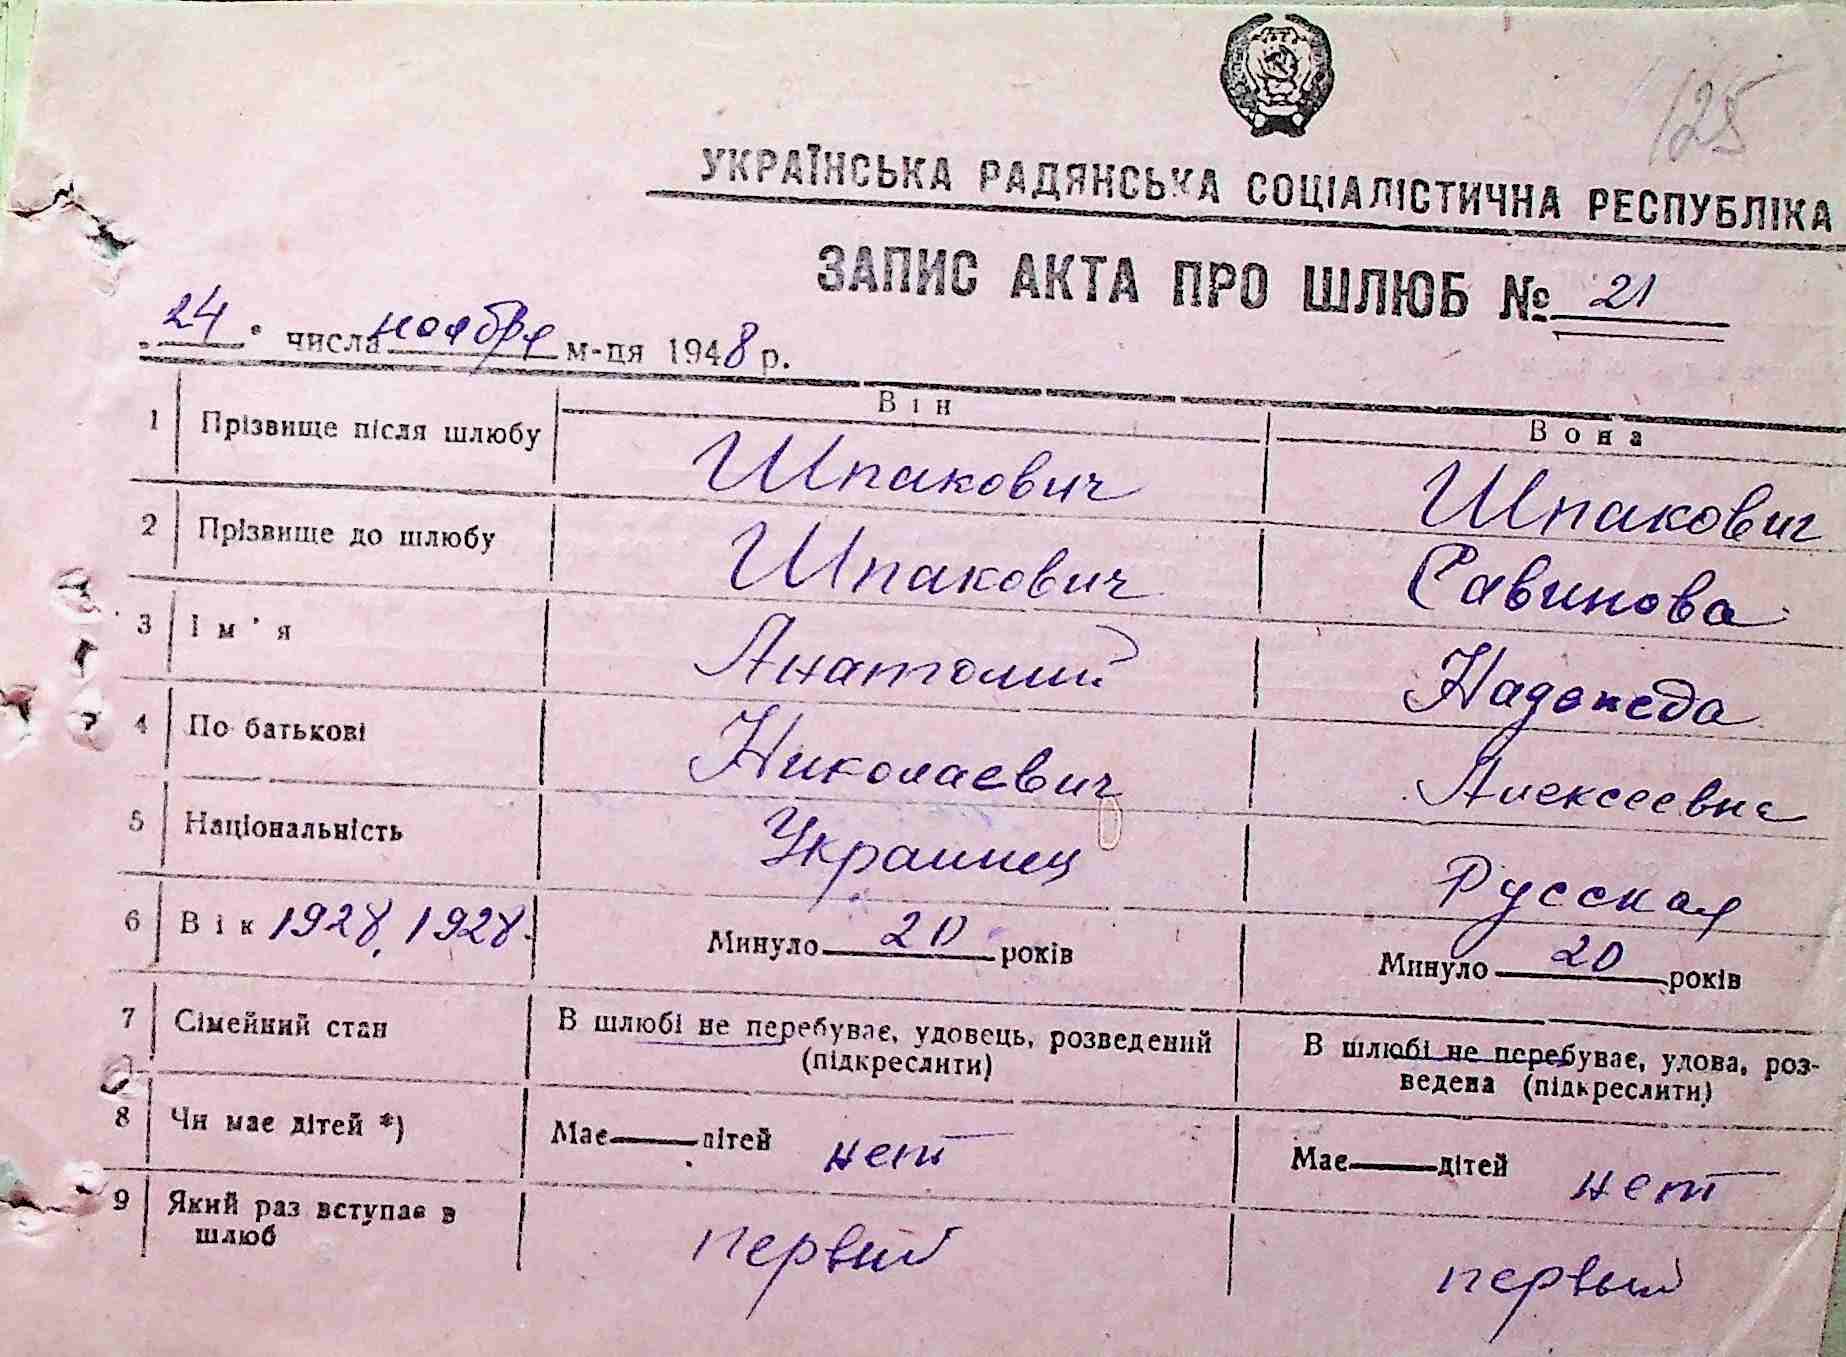 125
УКРАЇНСЬКА РАДЯНСЬКА СОЦІАЛІСТИЧНА РЕСПУБЛІКА
ЗАПИС АКТА ПРО ШЛЮБ № 21
24 числа ноября м-ця 1948 р.
Він Вона
1 Прізвище після шлюбу Шпакович Шпакович
2 Прізвище до шлюбу Шпакович Савинова
3 Ім'я Анатолий Надежда
4 По батькові Николаевич Алексеевна
5 Національність Украинец Русская
6 Вік 1928, 1928. Минуло 20 років Минуло 20 років
7 Сімейний стан В шлюбі не перебуває, удовець, розведений (підкреслити) В шлюбі не перебуває, удова, роз-
ведена (підкреслити)
8 Чи має дітей *) Має — дітей нет Має — дітей нет
9 Який раз вступає в шлюб первый первый